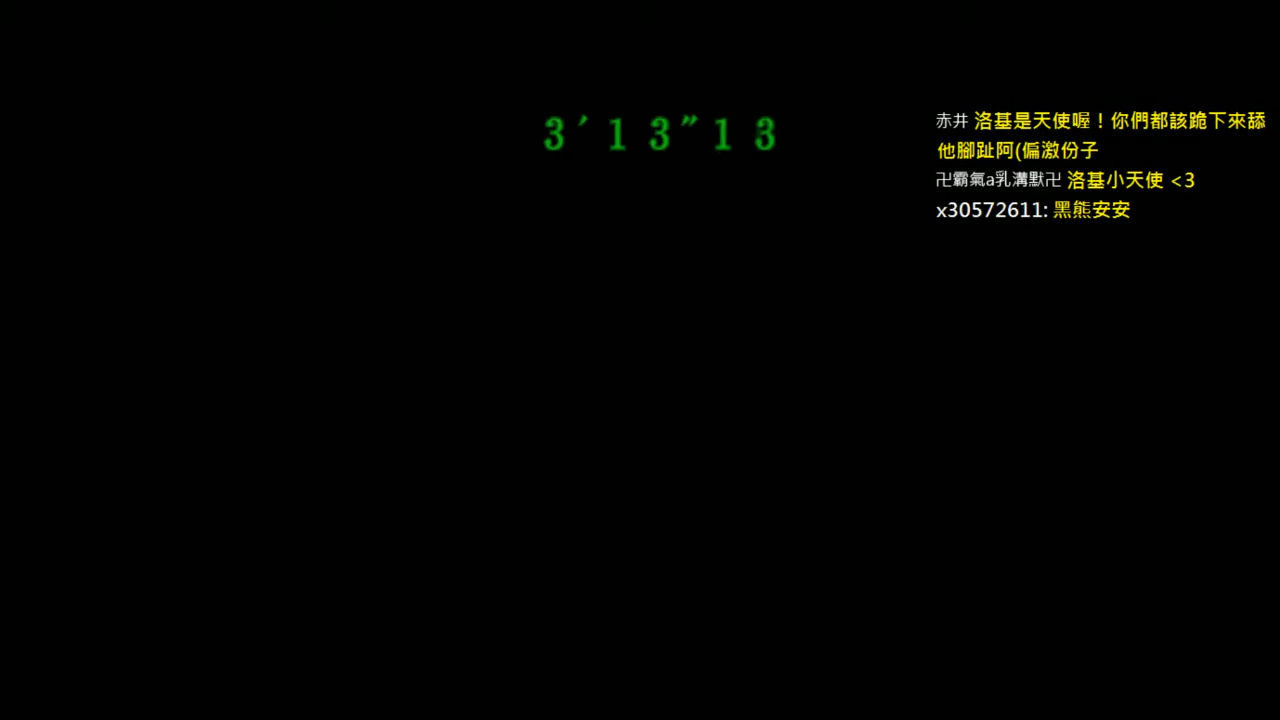 3′13″13
赤井 洛基是天使喔！你們都該跪下來舔
他腳趾阿(偏激份子
卍霸氣a乳溝默卍 洛基小天使 <3
x30572611: 黑熊安安